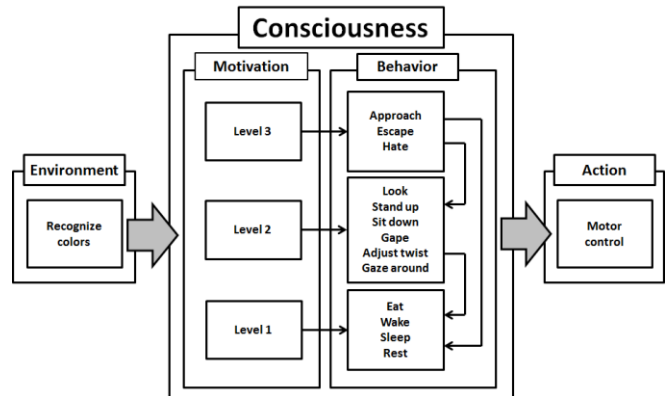 Consciousness
Motivation
Behavior
Level 3
Approach
Escape
Hate
Environment
Recognize
colors
Level 2
Look
Stand up
Sit down
Gape
Adjust twist
Gaze around
Action
Motor
control
Level 1
Eat
Wake
Sleep
Rest